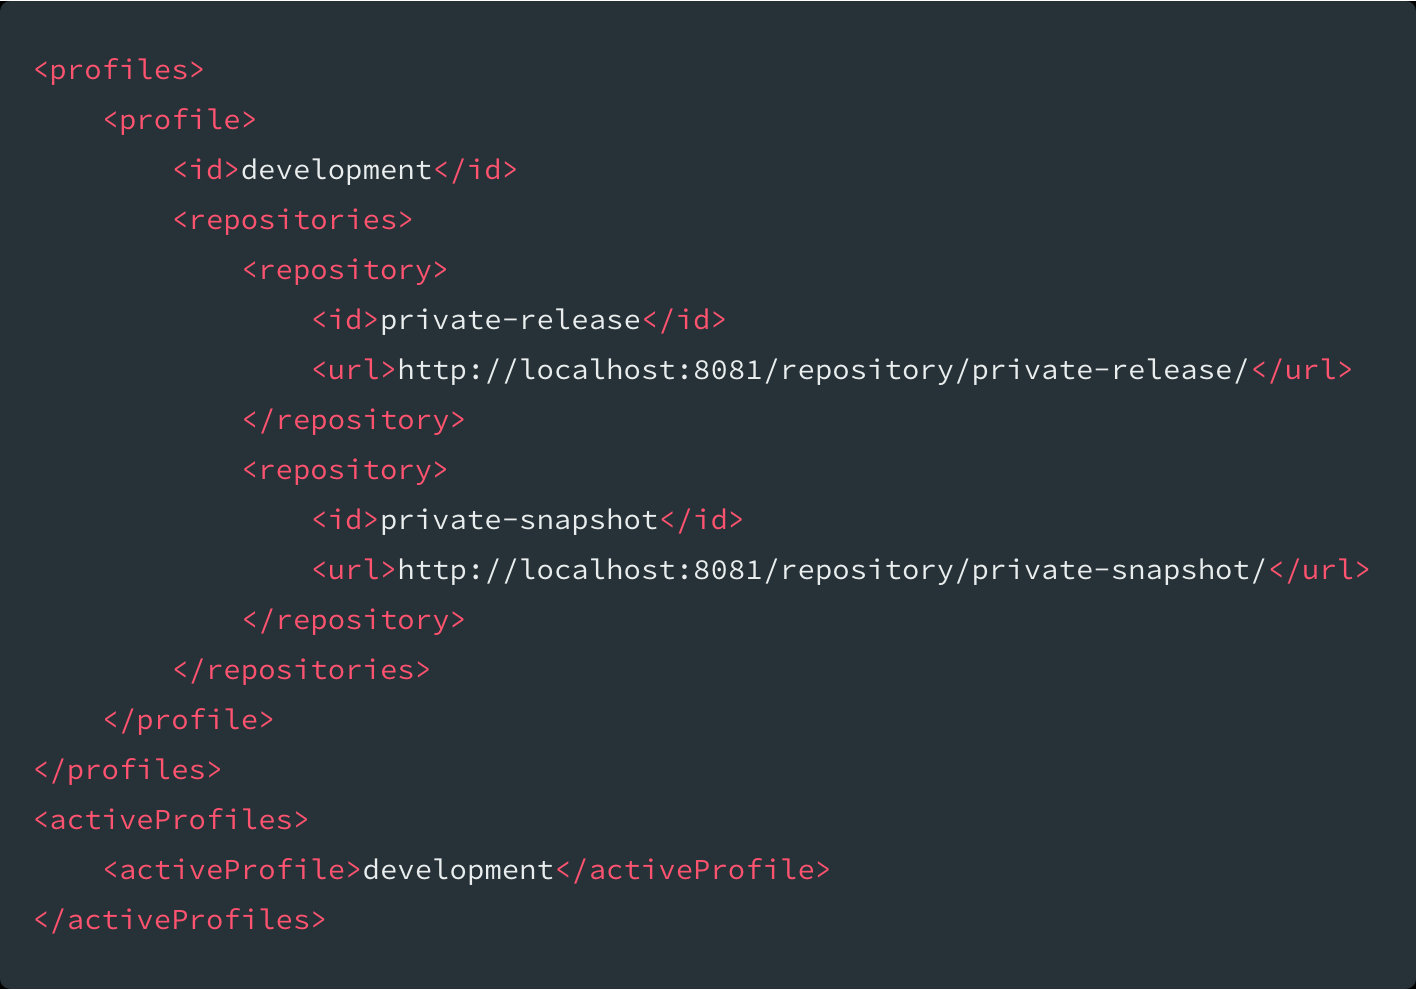 <profiles>
    <profile>
        <id>development</id>
        <repositories>
            <repository>
                <id>private-release</id>
                <url>http://localhost:8081/repository/private-release/</url>
            </repository>
            <repository>
                <id>private-snapshot</id>
                <url>http://localhost:8081/repository/private-snapshot/</url>
            </repository>
        </repositories>
    </profile>
</profiles>
<activeProfiles>
    <activeProfile>development</activeProfile>
</activeProfiles>